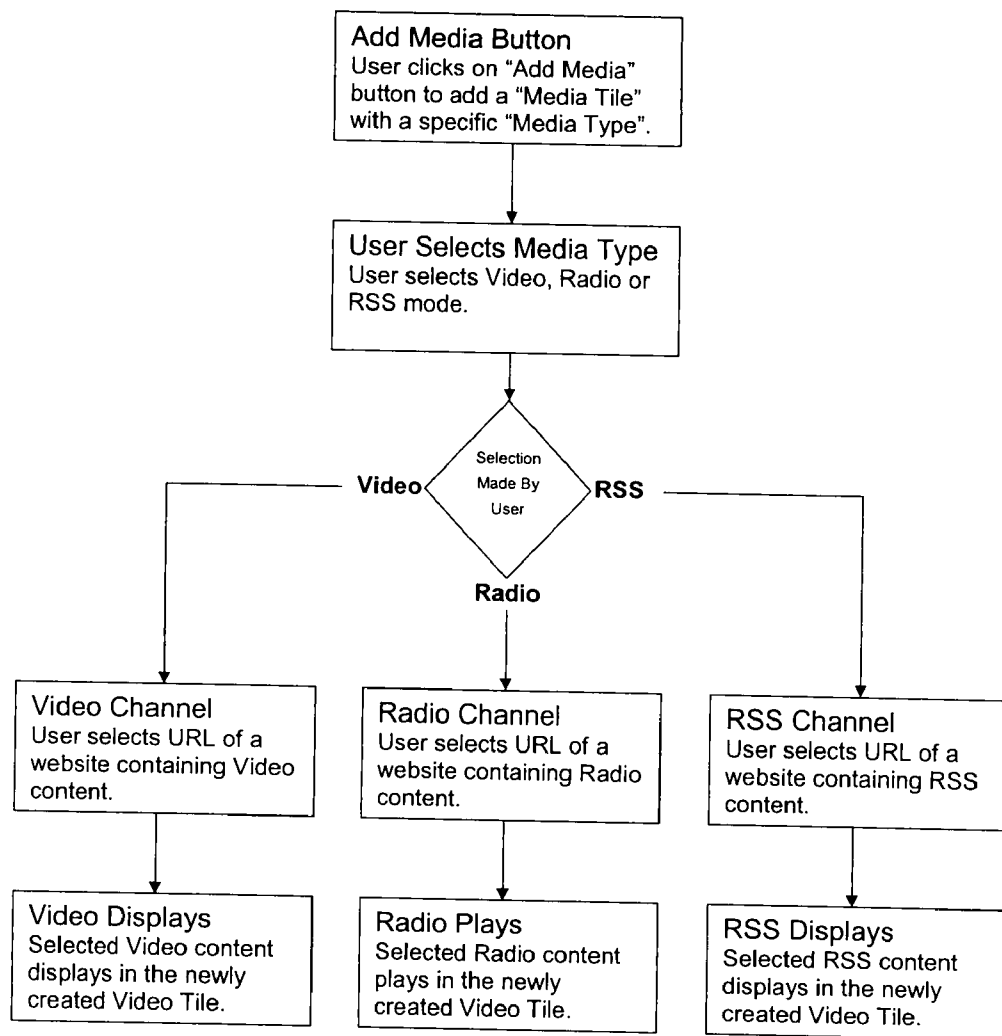 Add Media Button
User clicks on “Add Media”
button to add a “Media Tile”
with a specific “Media Type”.
User Selects Media Type
User selects Video, Radio or
RSS mode.
Selection
Made By
User
Video
RSS
Radio
Video Channel
User selects URL of a
website containing Video
content.
Radio Channel
User selects URL of a
website containing Radio
content.
RSS Channel
User selects URL of a
website containing RSS
content.
Video Displays
Selected Video content
displays in the newly
created Video Tile.
Radio Plays
Selected Radio content
plays in the newly
created Video Tile.
RSS Displays
Selected RSS content
displays in the newly
created Video Tile.